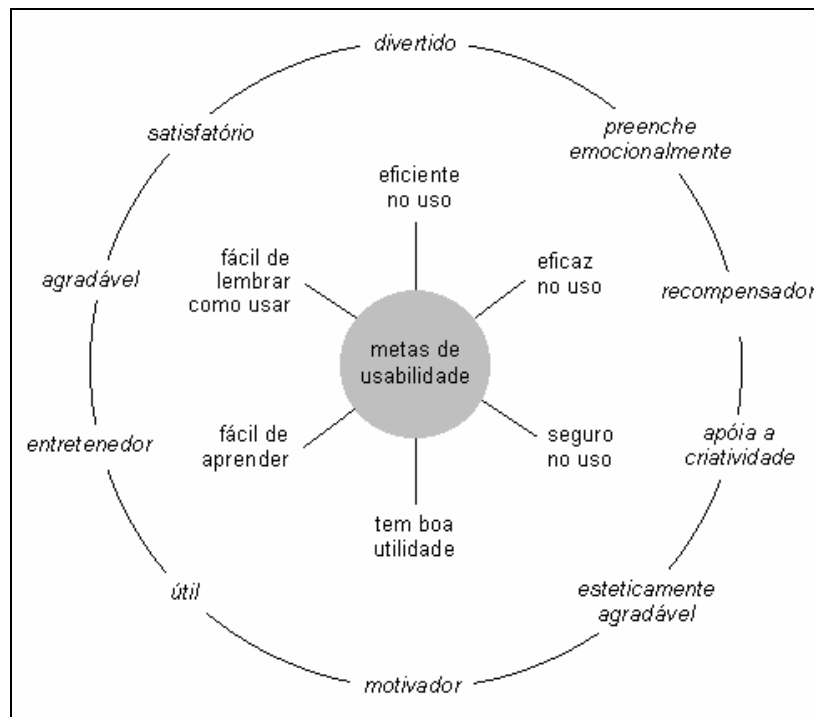 divertido
satisfatório
preenche
emocionalmente
eficiente
no uso
fácil de
lembrar
como usar
eficaz
no uso
agradável
recompensador
metas de
usabilidade
entretenedor
fácil de
aprender
seguro
no uso
apóia a
criatividade
tem boa
utilidade
útil
esteticamente
agradável
motivador